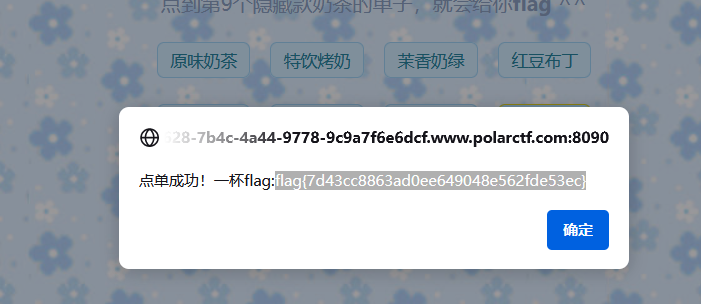 点到第9个隐藏款奶茶的单子，就会给你flag ^ ^
原味奶茶 特饮烤奶 茉香奶绿 红豆布丁
528-7b4c-4a44-9778-9c9a7f6e6dcf.www.polarctf.com:8090
点单成功！一杯flag:flag{7d43cc8863ad0ee649048e562fde53ec}
确定